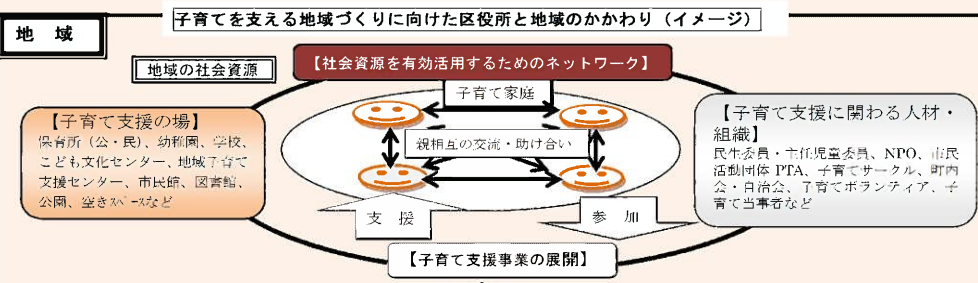 子育てを支える地域づくりに向けた区役所と地域のかかわり（イメージ）
地 域
地域の社会資源
【社会資源を有効活用するためのネットワーク】
子育て家庭
親相互の交流・助け合い
【子育て支援の場】
保育所（公・民）、幼稚園、学校、
こども文化センター、地域子育て
支援センター、市民館、図書館、
公園、空きｽﾍﾟｰｽなど
【子育て支援に関わる人材・
組織】
民生委員・主任児童委員、NPO、市民
活動団体 PTA、子育てサークル、町内
会・自治会、子育てボランティア、子
育て当事者など
支 援
参 加
【子育て支援事業の展開】